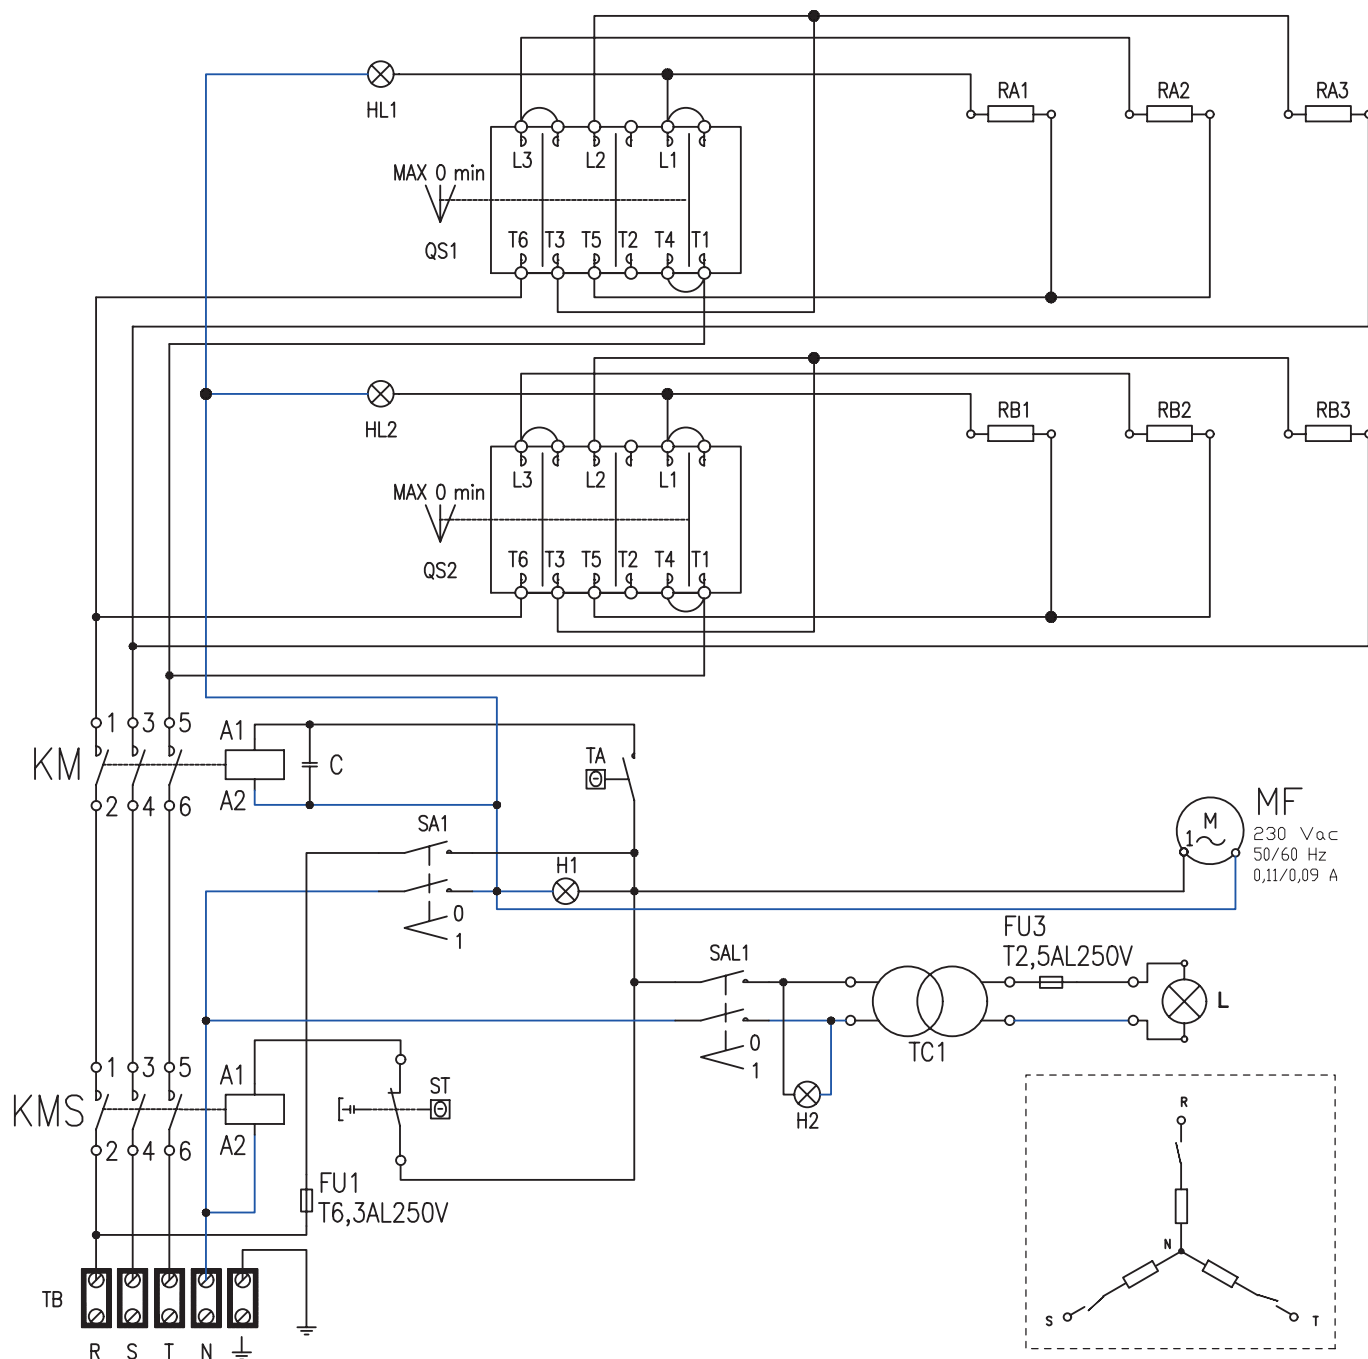 HL1
RA1
RA2
RA3
L3 L2 L1
MAX 0 min
QS1
T6 T3 T5 T2 T4 T1
HL2
RB1
RB2
RB3
L3 L2 L1
MAX 0 min
QS2
T6 T3 T5 T2 T4 T1
1 3 5
A1
KM
C
TA
A2
2 4 6
SA1
H1
0
1
M
1
MF
230 Vac
50/60 Hz
0,11/0,09 A
FU3
T2,5AL250V
SAL1
0
1
TC1
L
H2
1 3 5
A1
KMS
ST
A2
2 4 6
FU1
T6,3AL250V
TB
R S T N
R
N
S
T